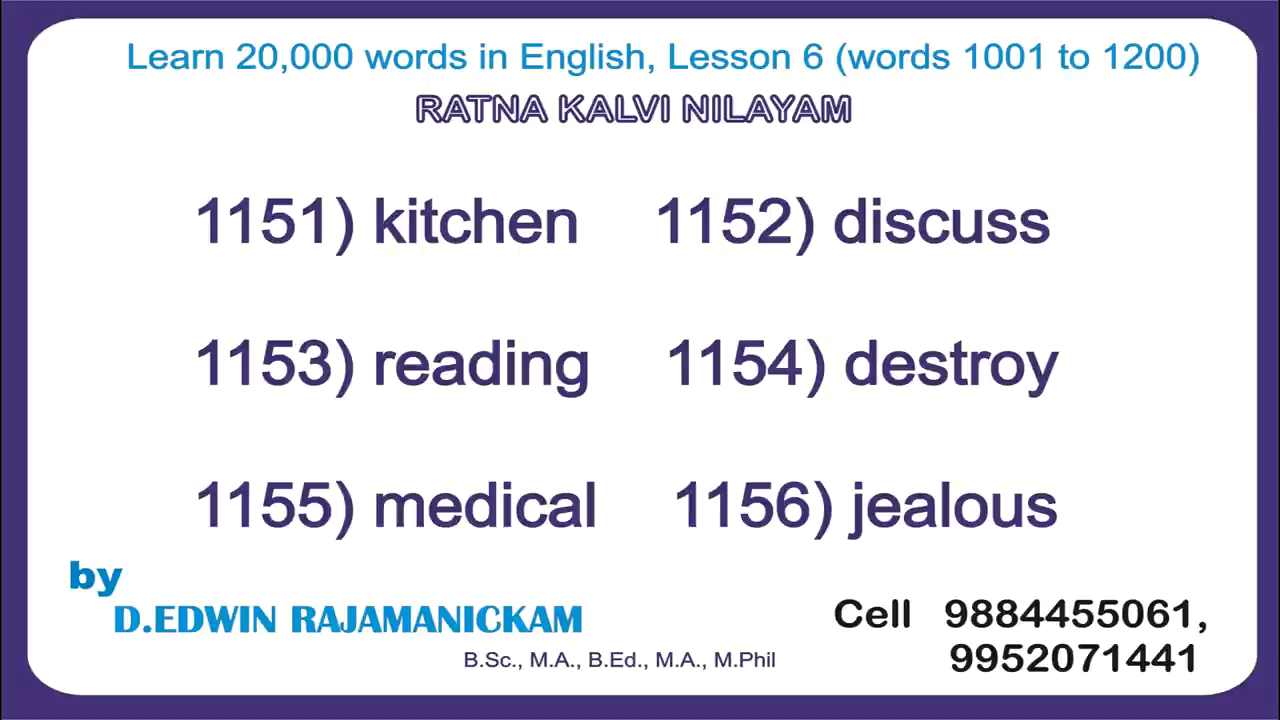 Learn 20,000 words in English, Lesson 6 (words 1001 to 1200)
RATNA KALVI NILAYAM
1151) kitchen 1152) discuss
1153) reading 1154) destroy
1155) medical 1156) jealous
by
D.EDWIN RAJAMANICKAM
B.Sc., M.A., B.Ed., M.A., M.Phil
Cell 9884455061,
9952071441